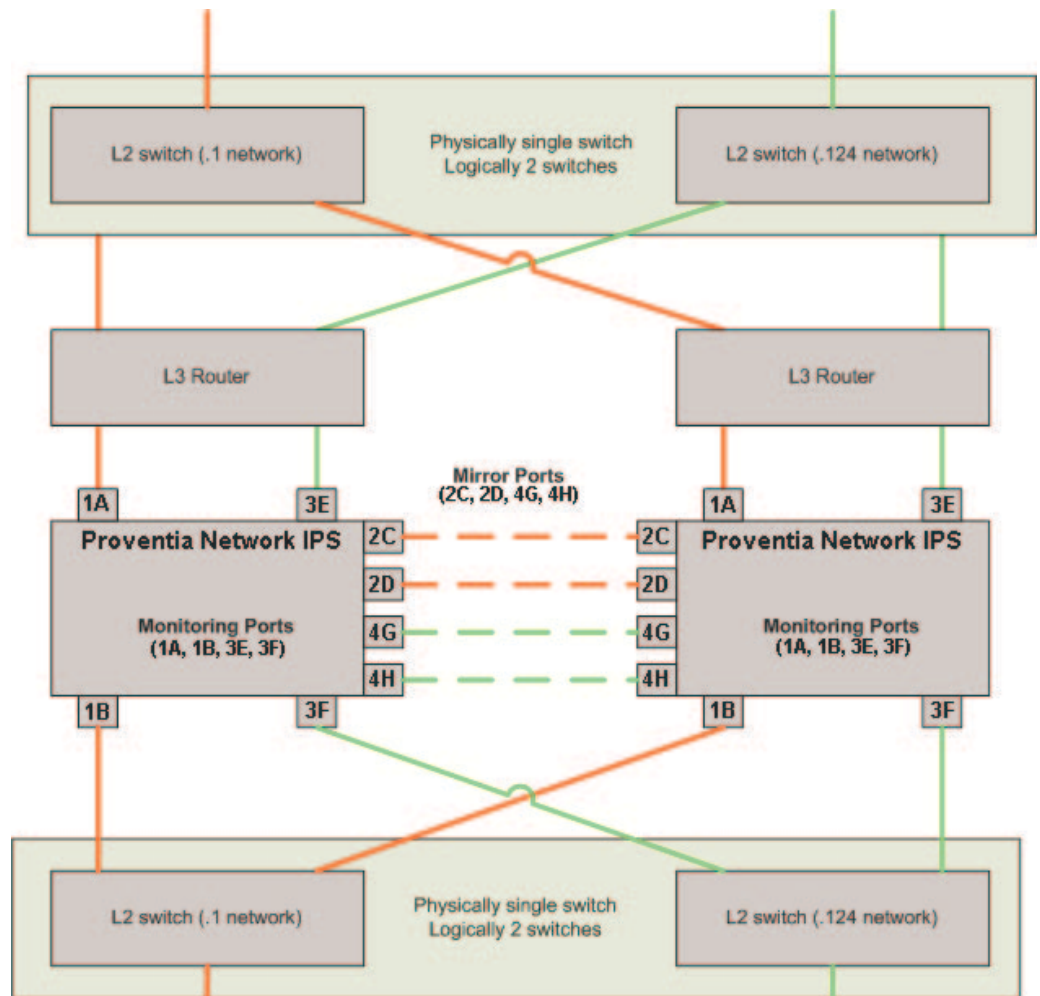 L2 switch (.1 network)
Physically single switch
Logically 2 switches
L2 switch (.124 network)
L3 Router
L3 Router
Mirror Ports
(2C, 2D, 4G, 4H)
1A
3E
1A
3E
Proventia Network IPS
2C
2C
Proventia Network IPS
2D
2D
Monitoring Ports
(1A, 1B, 3E, 3F)
4G
4G
Monitoring Ports
(1A, 1B, 3E, 3F)
4H
4H
1B
3F
1B
3F
L2 switch (.1 network)
Physically single switch
Logically 2 switches
L2 switch (.124 network)